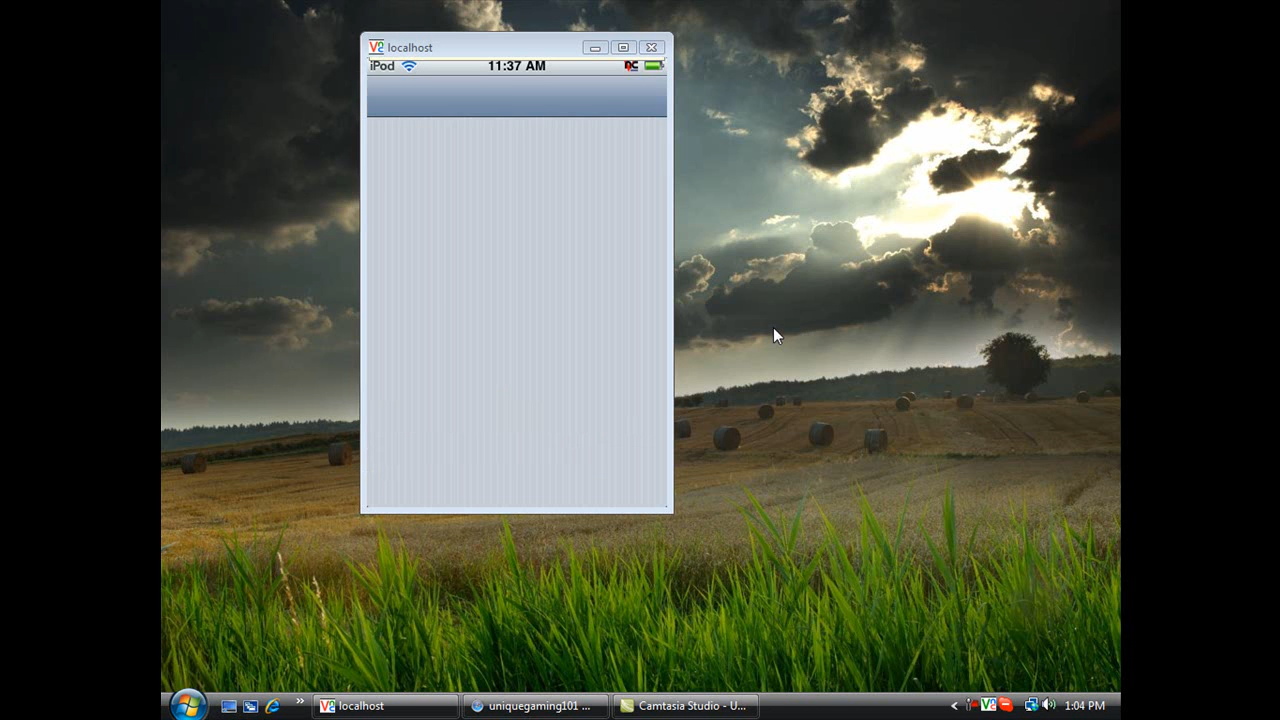 localhost
iPod 11:37 AM
localhost uniquegaming101 ... Camtasia Studio - U... 1:04 PM